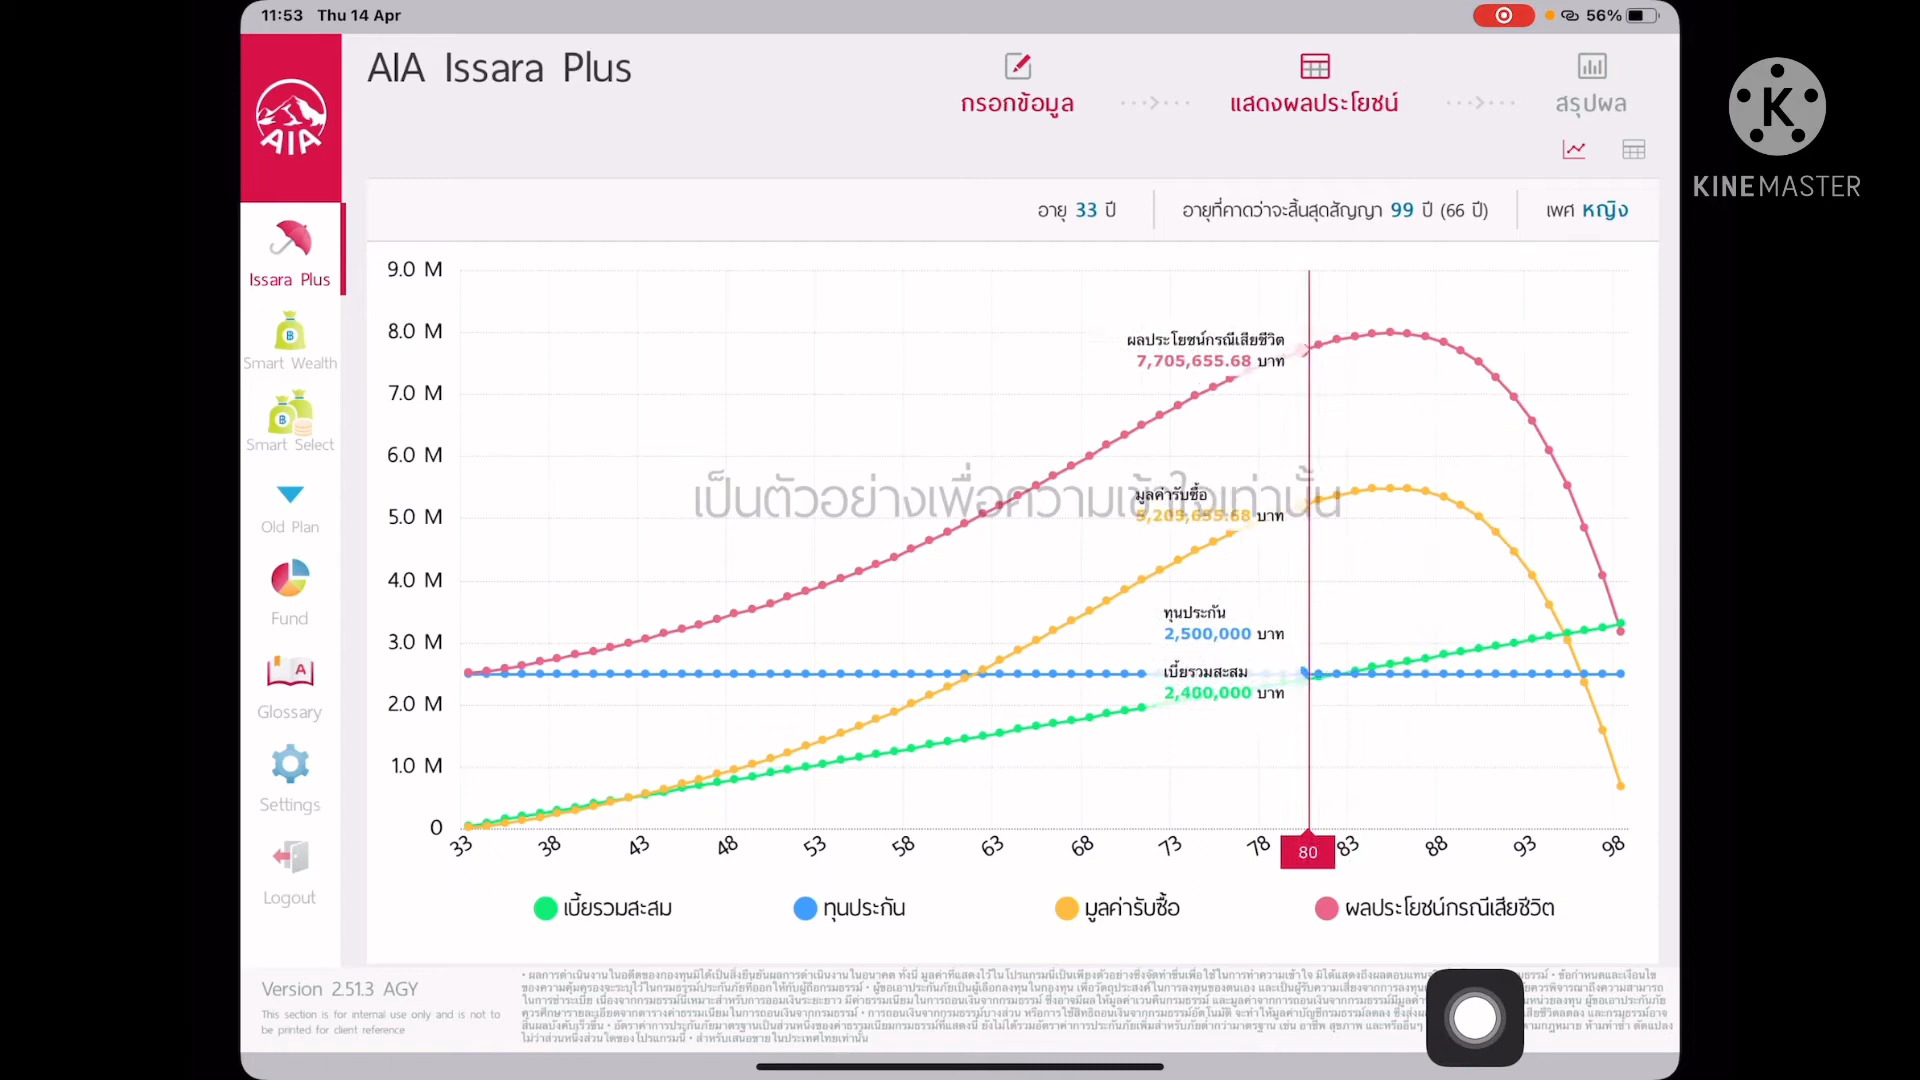 11:53 Thu 14 Apr
56%
AIA Issara Plus
กรอกข้อมูล
แสดงผลประโยชน์
สรุปผล
AIA
K
KINEMASTER
อายุ 33 ปี
อายุที่คาดว่าจะสิ้นสุดสัญญา 99 ปี (66 ปี)
เพศ หญิง
Issara Plus
Smart Wealth
Smart Select
Old Plan
Fund
Glossary
Settings
Logout
9.0 M
8.0 M
7.0 M
6.0 M
5.0 M
4.0 M
3.0 M
2.0 M
1.0 M
0
ผลประโยชน์กรณีเสียชีวิต
7,705,655.68 บาท
เป็นตัวอย่างเพื่อความเข้าใจเท่านั้น
มูลค่ารับซื้อ
5,205,655.68 บาท
ทุนประกัน
2,500,000 บาท
เบี้ยรวมสะสม
2,400,000 บาท
33 38 43 48 53 58 63 68 73 78 80 83 88 93 98
เบี้ยรวมสะสม
ทุนประกัน
มูลค่ารับซื้อ
ผลประโยชน์กรณีเสียชีวิต
Version 2.51.3 AGY
This section is for internal use only and is not to
be printed for client reference